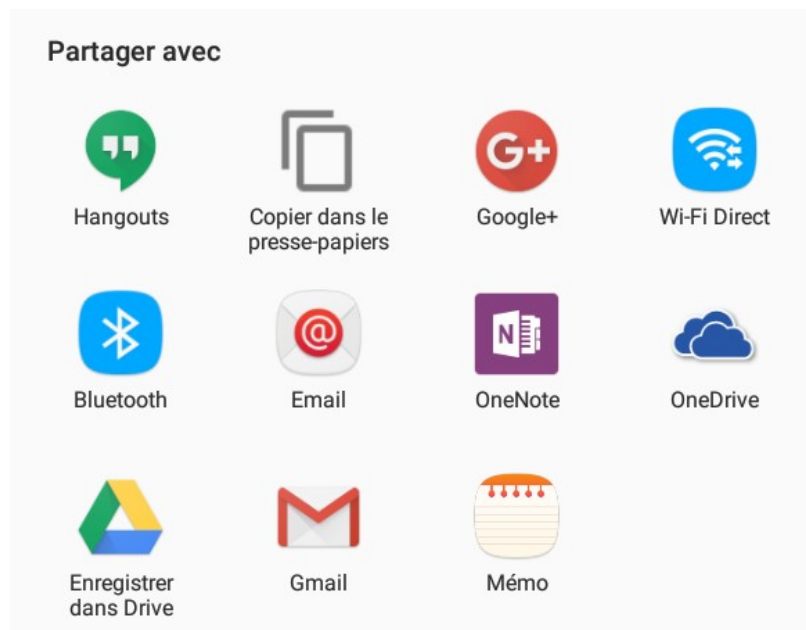 Partager avec
Hangouts
Copier dans le
presse-papiers
G+
Google+
Wi-Fi Direct
Bluetooth
@
Email
N
OneNote
OneDrive
Enregistrer
dans Drive
Gmail
Mémo